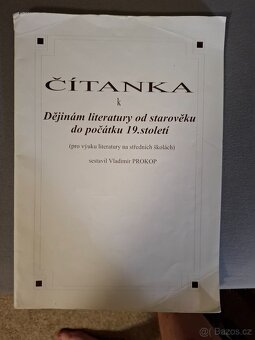 ČÍTANKA
k
Dějinám literatury od starověku
do počátku 19.století
(pro výuku literatury na středních školách)
sestavil Vladimír PROKOP
Bazos.cz